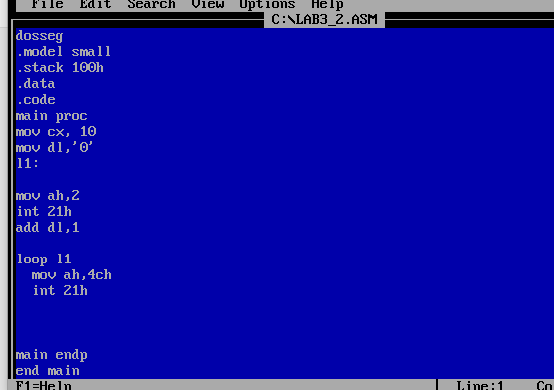 File Edit Search View Options Help
C:\LAB3_2.ASM
dosseg
.model small
.stack 100h
.data
.code
main proc
mov cx, 10
mov dl,'0'
l1:
mov ah,2
int 21h
add dl,1
loop l1
mov ah,4ch
int 21h
main endp
end main
F1=Help Line:1 Co